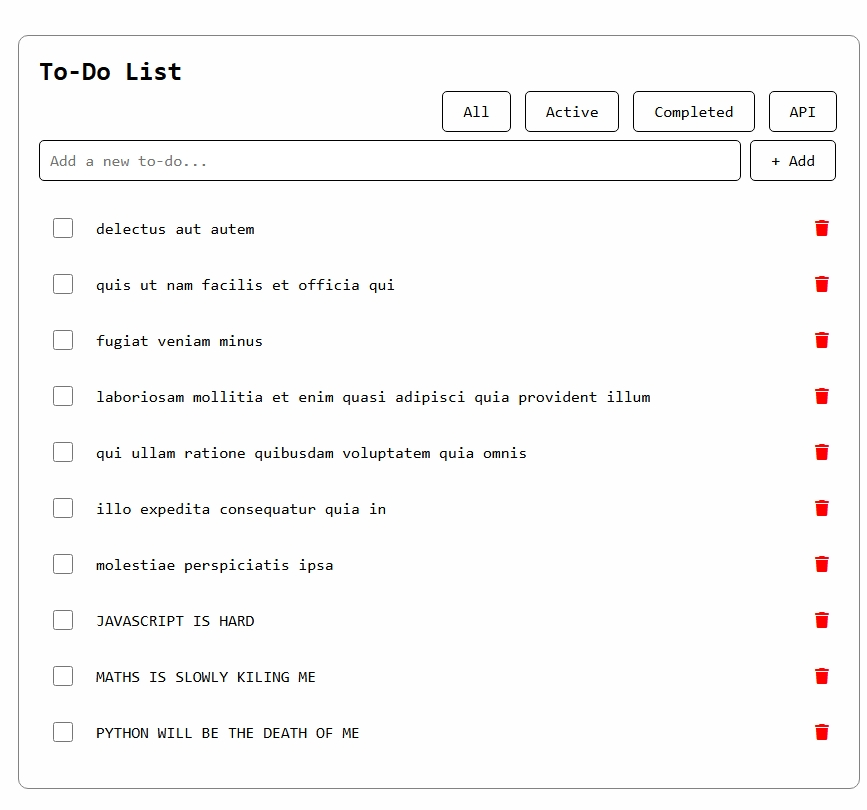 To-Do List
All Active Completed API
Add a new to-do... + Add
delectus aut autem
quis ut nam facilis et officia qui
fugiat veniam minus
laboriosam mollitia et enim quasi adipisci quia provident illum
qui ullam ratione quibusdam voluptatem quia omnis
illo expedita consequatur quia in
molestiae perspiciatis ipsa
JAVASCRIPT IS HARD
MATHS IS SLOWLY KILING ME
PYTHON WILL BE THE DEATH OF ME